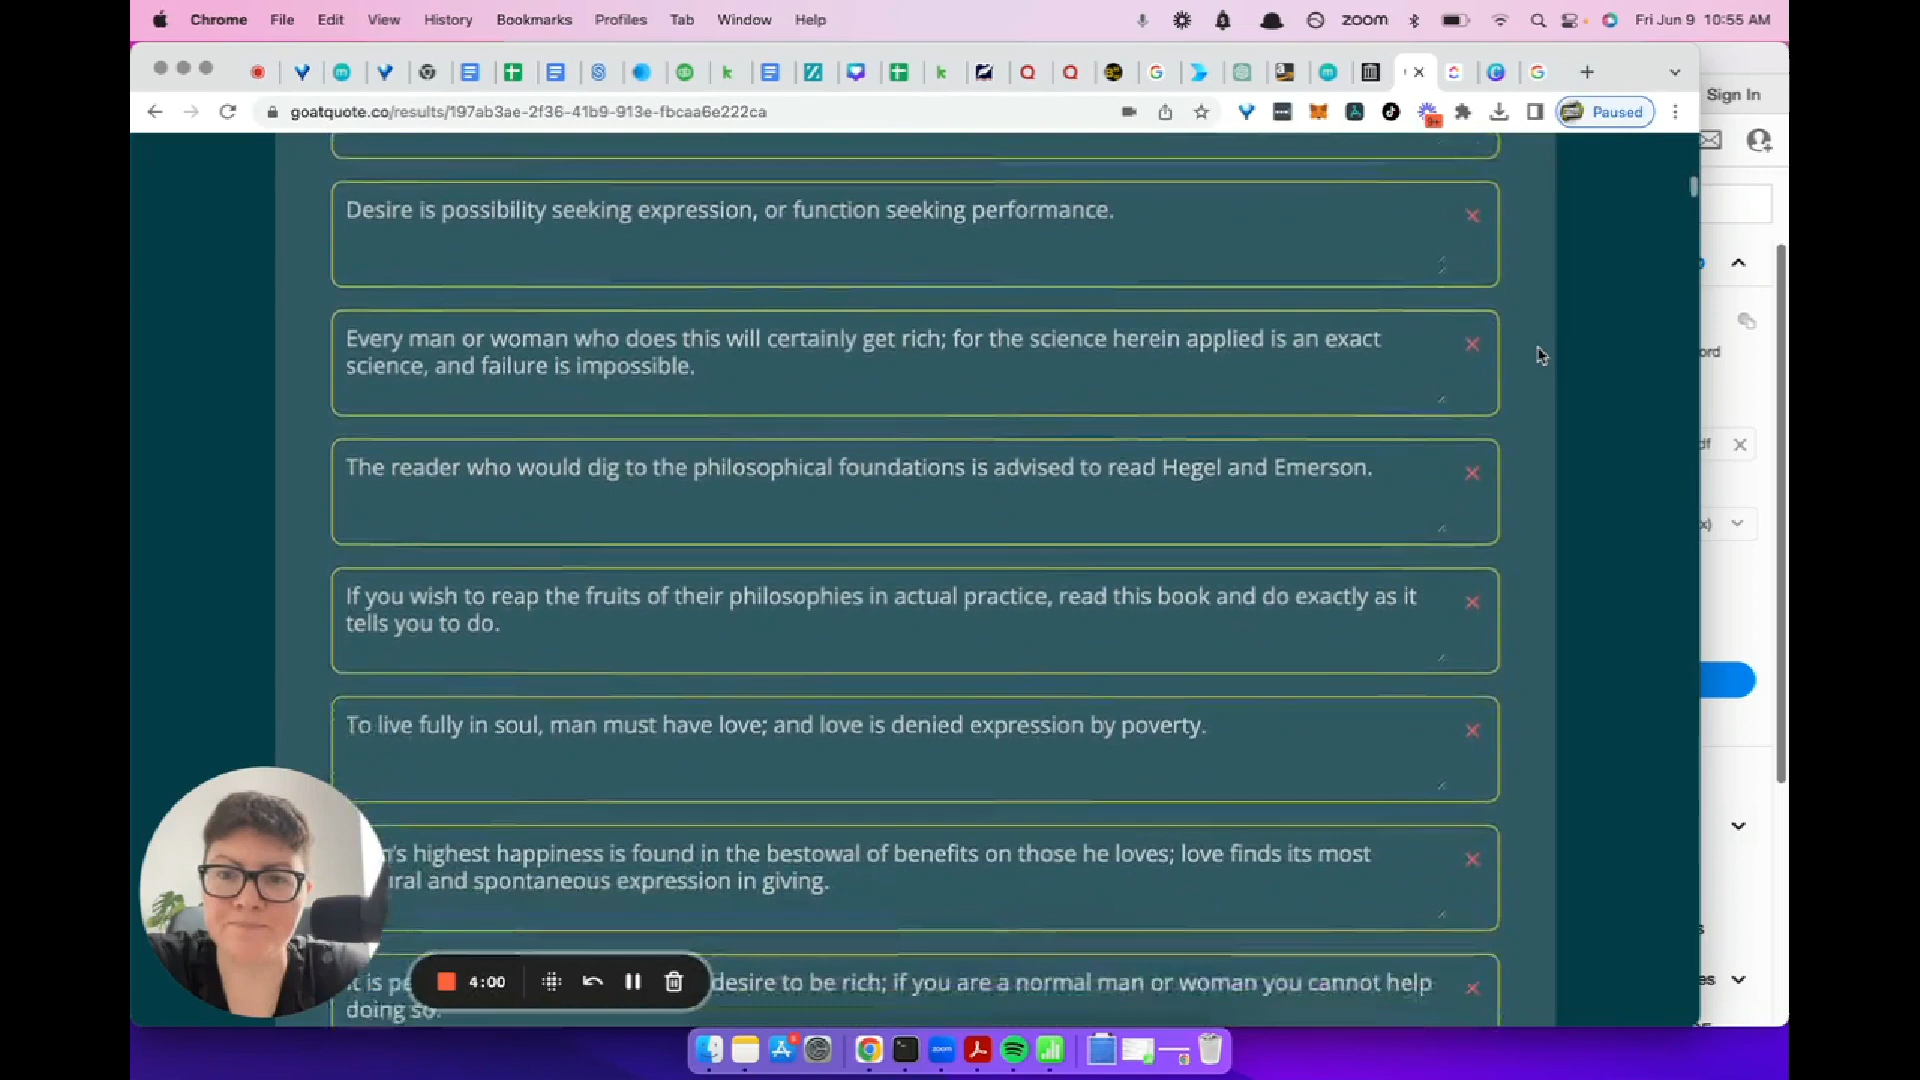 Chrome File Edit View History Bookmarks Profiles Tab Window Help zoom Fri Jun 9 10:55 AM
Sign In
goatquote.co/results/197ab3ae-2f36-41b9-913e-fbcaa6e222ca 9+ Paused
Desire is possibility seeking expression, or function seeking performance.
Every man or woman who does this will certainly get rich; for the science herein applied is an exact
science, and failure is impossible.
The reader who would dig to the philosophical foundations is advised to read Hegel and Emerson.
If you wish to reap the fruits of their philosophies in actual practice, read this book and do exactly as it
tells you to do.
To live fully in soul, man must have love; and love is denied expression by poverty.
highest happiness is found in the bestowal of benefits on those he loves; love finds its most
and spontaneous expression in giving.
desire to be rich; if you are a normal man or woman you cannot help
doing so.
4:00